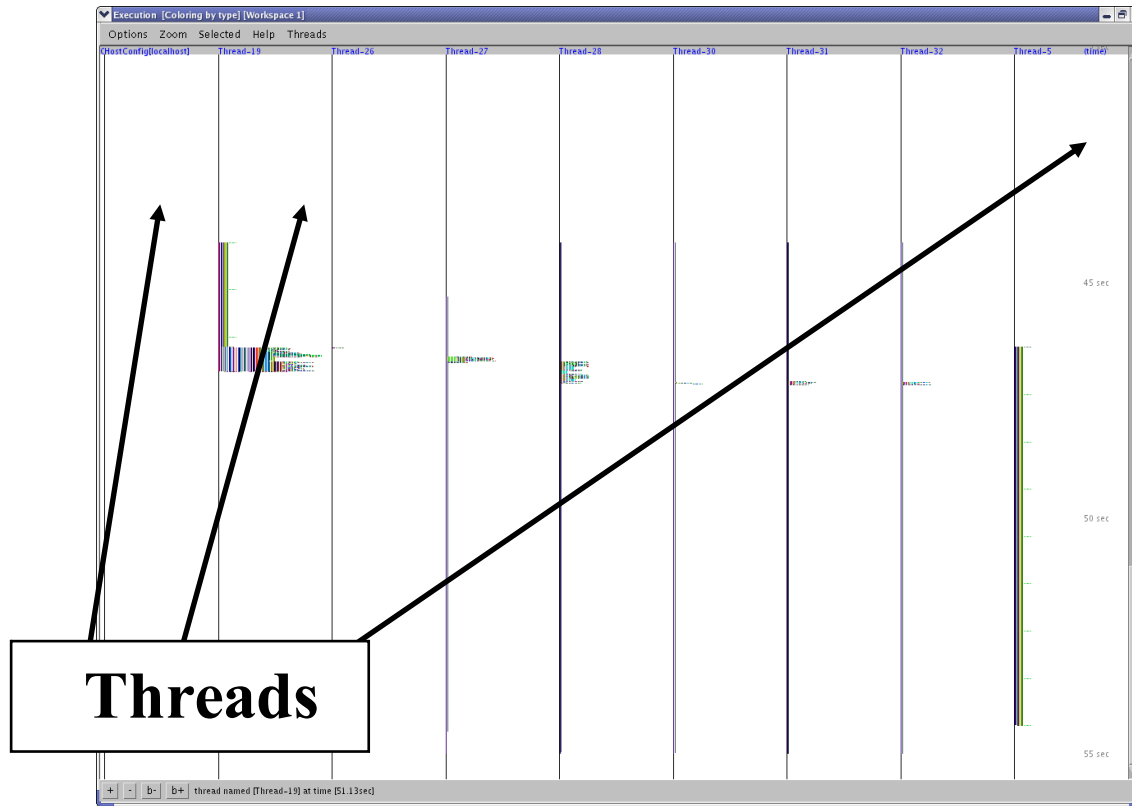 Execution [Coloring by type] [Workspace 1]
Options Zoom Selected Help Threads
HostConfig[localhost] Thread-19 Thread-26 Thread-27 Thread-28 Thread-30 Thread-31 Thread-32 Thread-5 (time)
45 sec
50 sec
Threads
55 sec
+ - b- b+ thread named [Thread-19] at time [51.13sec]